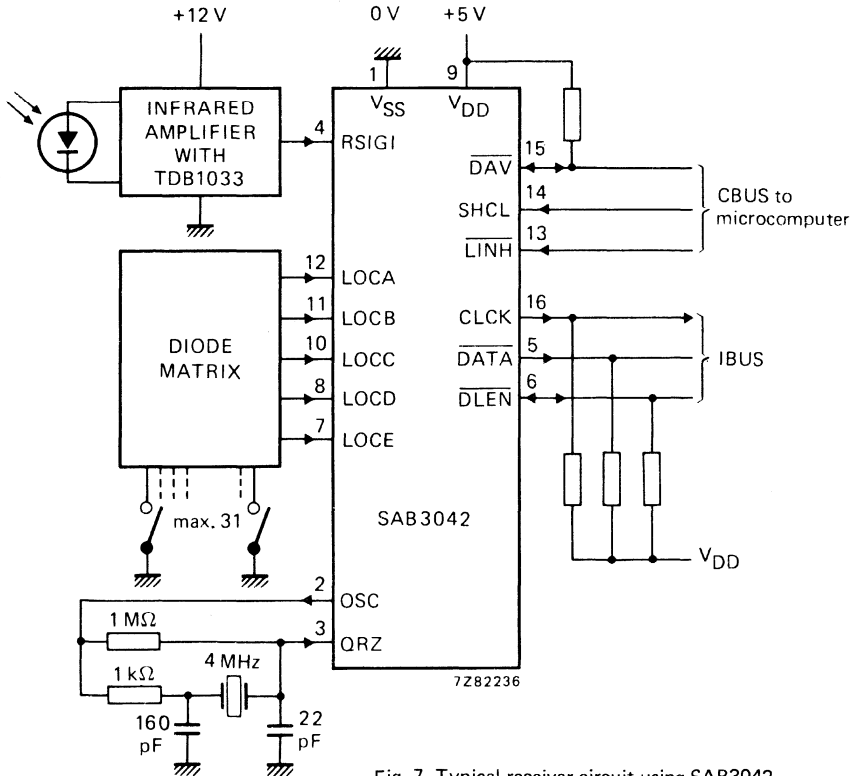 +12 V
0 V
+5 V
1
9
VSS
VDD
INFRARED
AMPLIFIER
WITH
TDB1033
4
RSIGI
15
DAV
14
SHCL
13
LINH
CBUS to
microcomputer
12
LOCA
11
LOCB
10
LOCC
8
LOCD
7
LOCE
DIODE
MATRIX
16
CLCK
5
DATA
6
DLEN
IBUS
max. 31
SAB3042
VDD
2
OSC
3
QRZ
1 MΩ
1 kΩ
4 MHz
160
pF
22
pF
7Z82236
Fig. 7 Typical receiver circuit using SAB3042